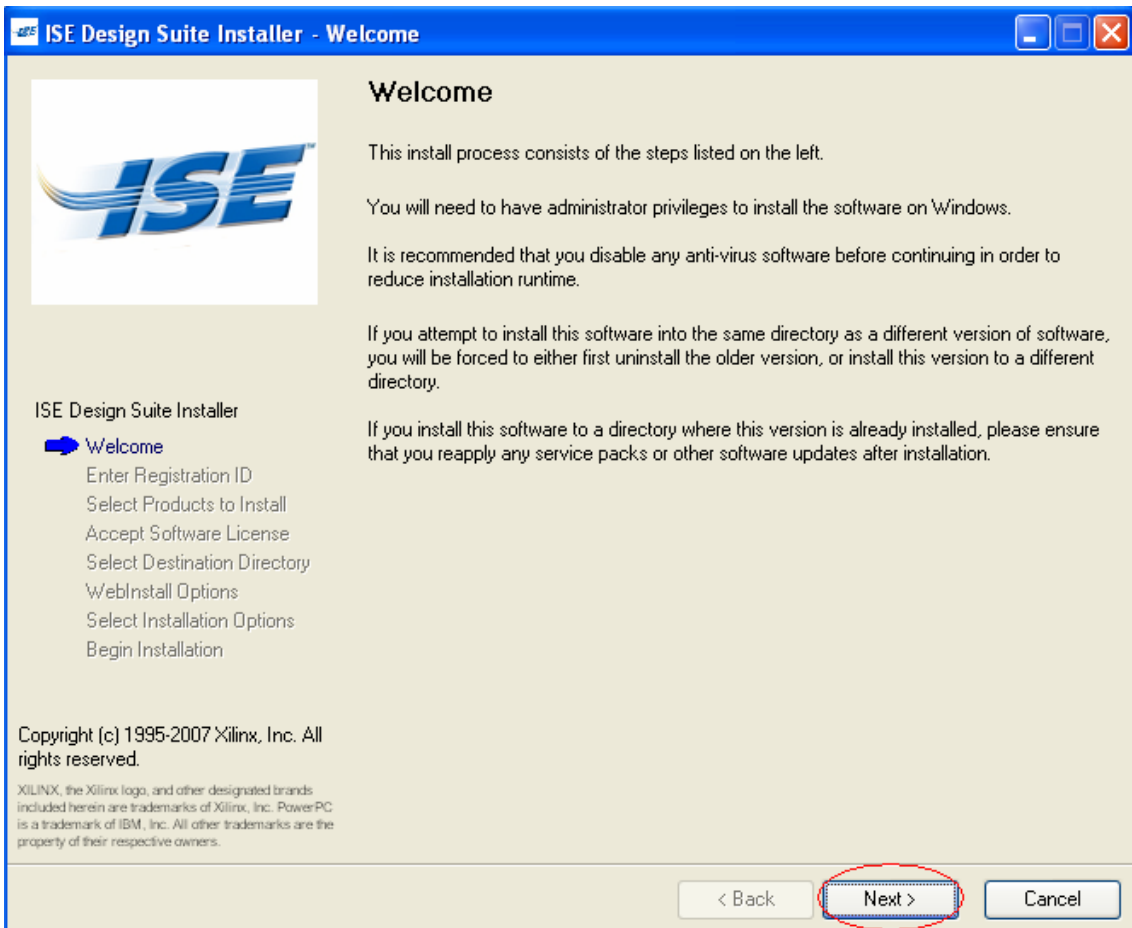 ISE Design Suite Installer - Welcome
ISE™
Welcome
This install process consists of the steps listed on the left.
You will need to have administrator privileges to install the software on Windows.
It is recommended that you disable any anti-virus software before continuing in order to
reduce installation runtime.
If you attempt to install this software into the same directory as a different version of software,
you will be forced to either first uninstall the older version, or install this version to a different
directory.
If you install this software to a directory where this version is already installed, please ensure
that you reapply any service packs or other software updates after installation.
ISE Design Suite Installer
Welcome
Enter Registration ID
Select Products to Install
Accept Software License
Select Destination Directory
WebInstall Options
Select Installation Options
Begin Installation
Copyright (c) 1995-2007 Xilinx, Inc. All
rights reserved.
XILINX, the Xilinx logo, and other designated brands
included herein are trademarks of Xilinx, Inc. PowerPC
is a trademark of IBM, Inc. All other trademarks are the
property of their respective owners.
< Back
Next >
Cancel